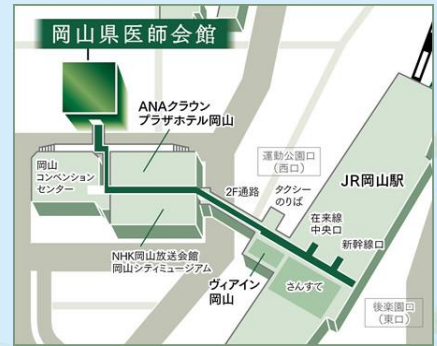 岡山県医師会館
ANAクラウン
プラザホテル岡山
岡山
コンベンション
センター
運動公園口
(西口)
JR岡山駅
2F通路
タクシー
のりば
在来線
中央口
新幹線口
NHK岡山放送会館
岡山シティミュージアム
ヴィアイン
岡山
さんすて
後楽園口
(東口)